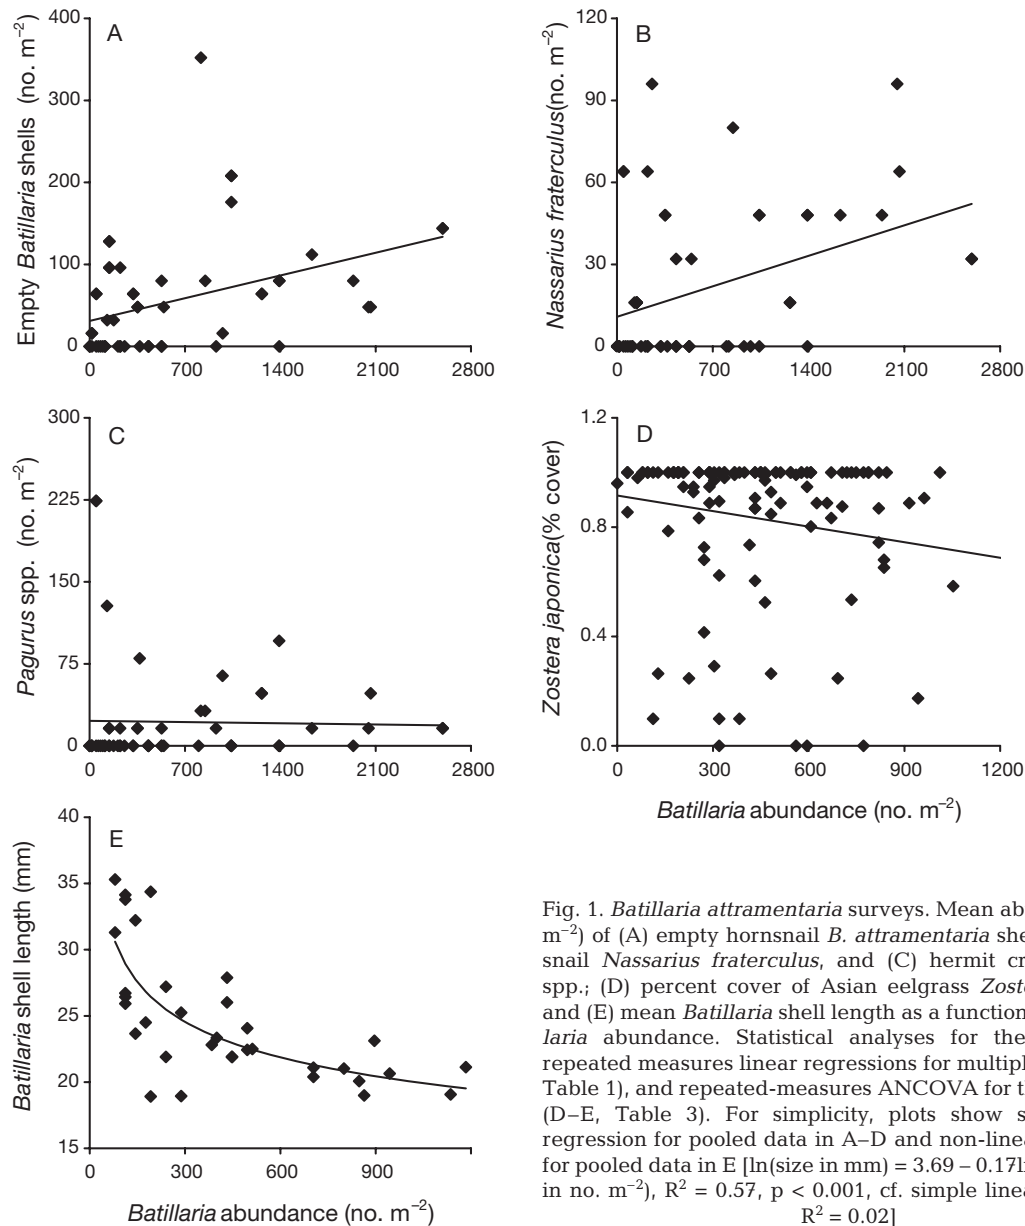 A
Empty Batillaria shells (no. m⁻²)
400
300
200
100
0
0 700 1400 2100 2800
B
Nassarius fraterculus(no. m⁻²)
120
90
60
30
0
0 700 1400 2100 2800
C
Pagurus spp. (no. m⁻²)
300
225
150
75
0
0 700 1400 2100 2800
D
Zostera japonica(% cover)
1.2
0.8
0.4
0.0
0 300 600 900 1200
Batillaria abundance (no. m⁻²)
E
Batillaria shell length (mm)
40
35
30
25
20
15
0 300 600 900
Batillaria abundance (no. m⁻²)
Fig. 1. Batillaria attramentaria surveys. Mean ab
m⁻²) of (A) empty hornsnail B. attramentaria she
snail Nassarius fraterculus, and (C) hermit cr
spp.; (D) percent cover of Asian eelgrass Zost
and (E) mean Batillaria shell length as a function
laria abundance. Statistical analyses for the
repeated measures linear regressions for multipl
Table 1), and repeated-measures ANCOVA for t
(D–E, Table 3). For simplicity, plots show s
regression for pooled data in A–D and non-linea
for pooled data in E [ln(size in mm) = 3.69 – 0.17l
in no. m⁻²), R² = 0.57, p < 0.001, cf. simple linea
R² = 0.02]